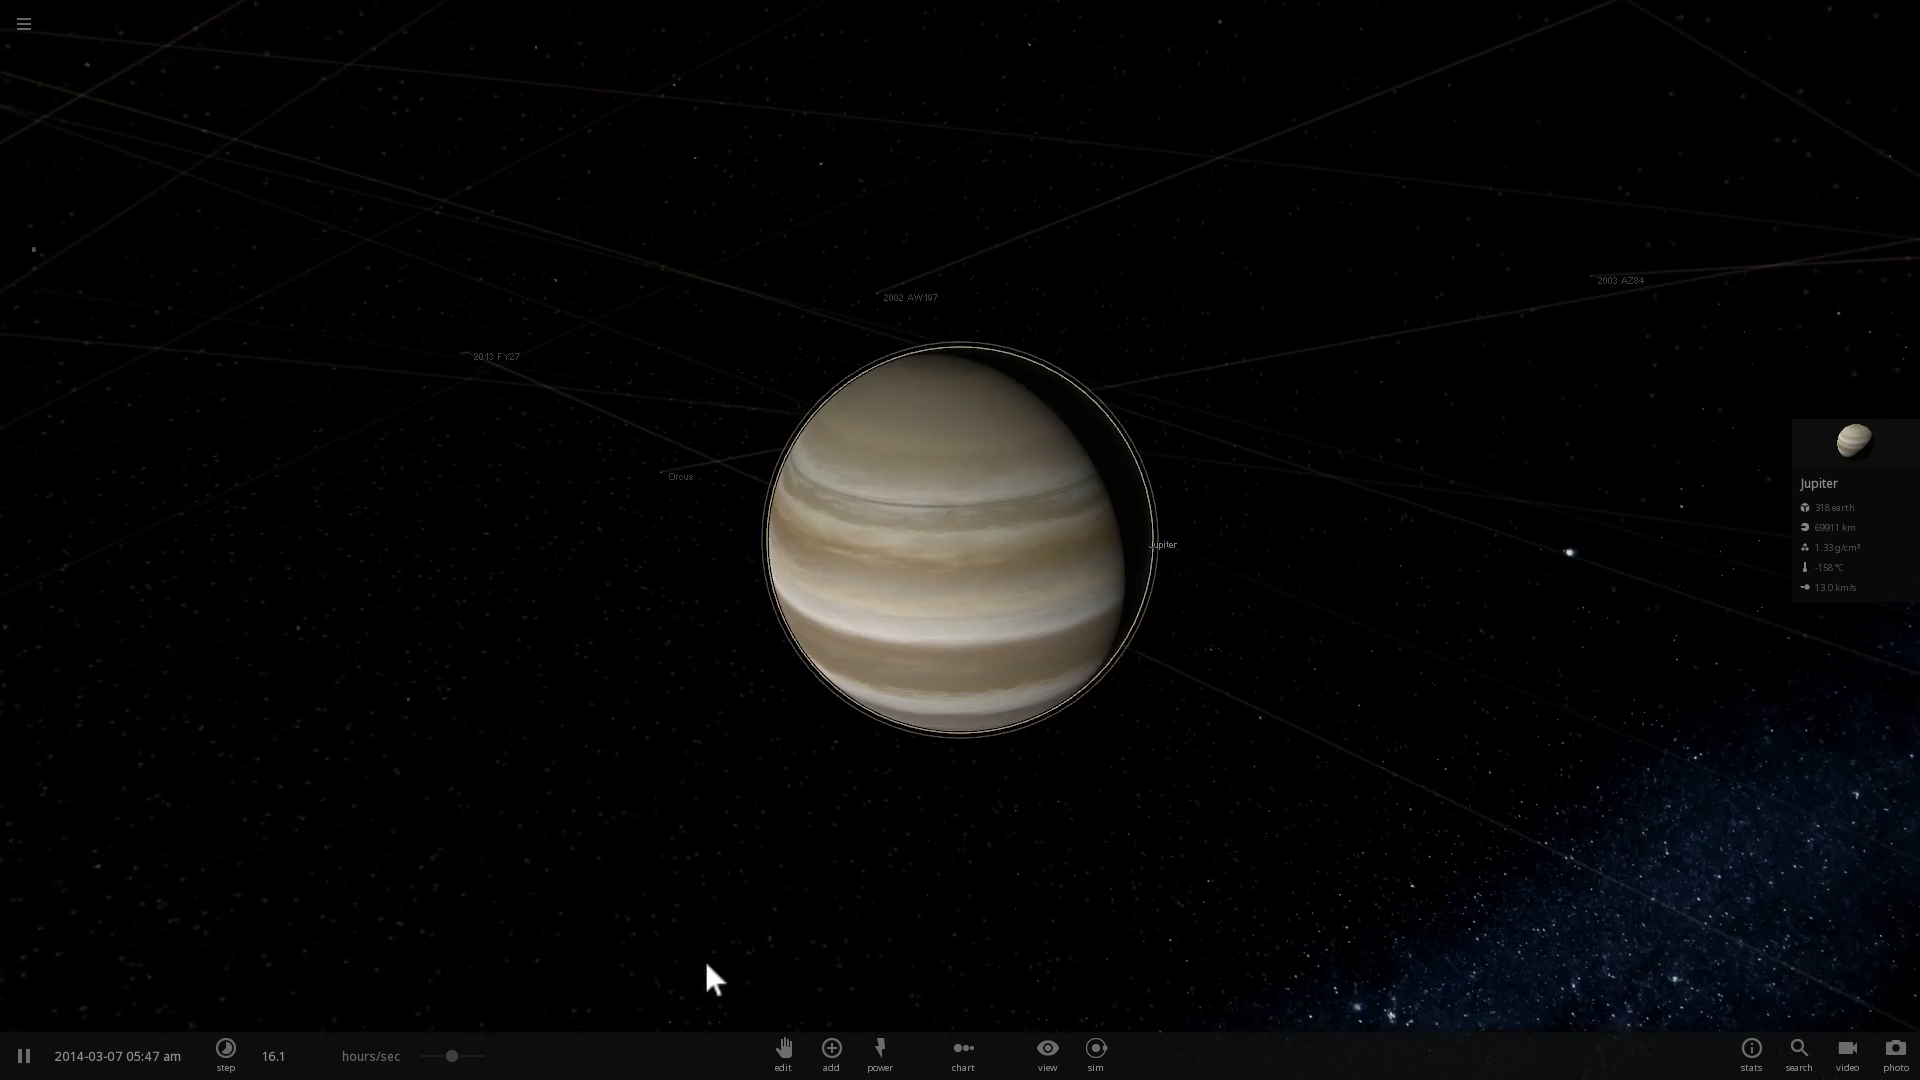 2002 AW197
2003 AZ84
2013 FY27
Orcus
Jupiter
Jupiter
318 earth
69911 km
1.33 g/cm³
-158 °C
13.0 km/s
2014-03-07 05:47 am
step
16.1
hours/sec
edit
add
power
chart
view
sim
stats
search
video
photo